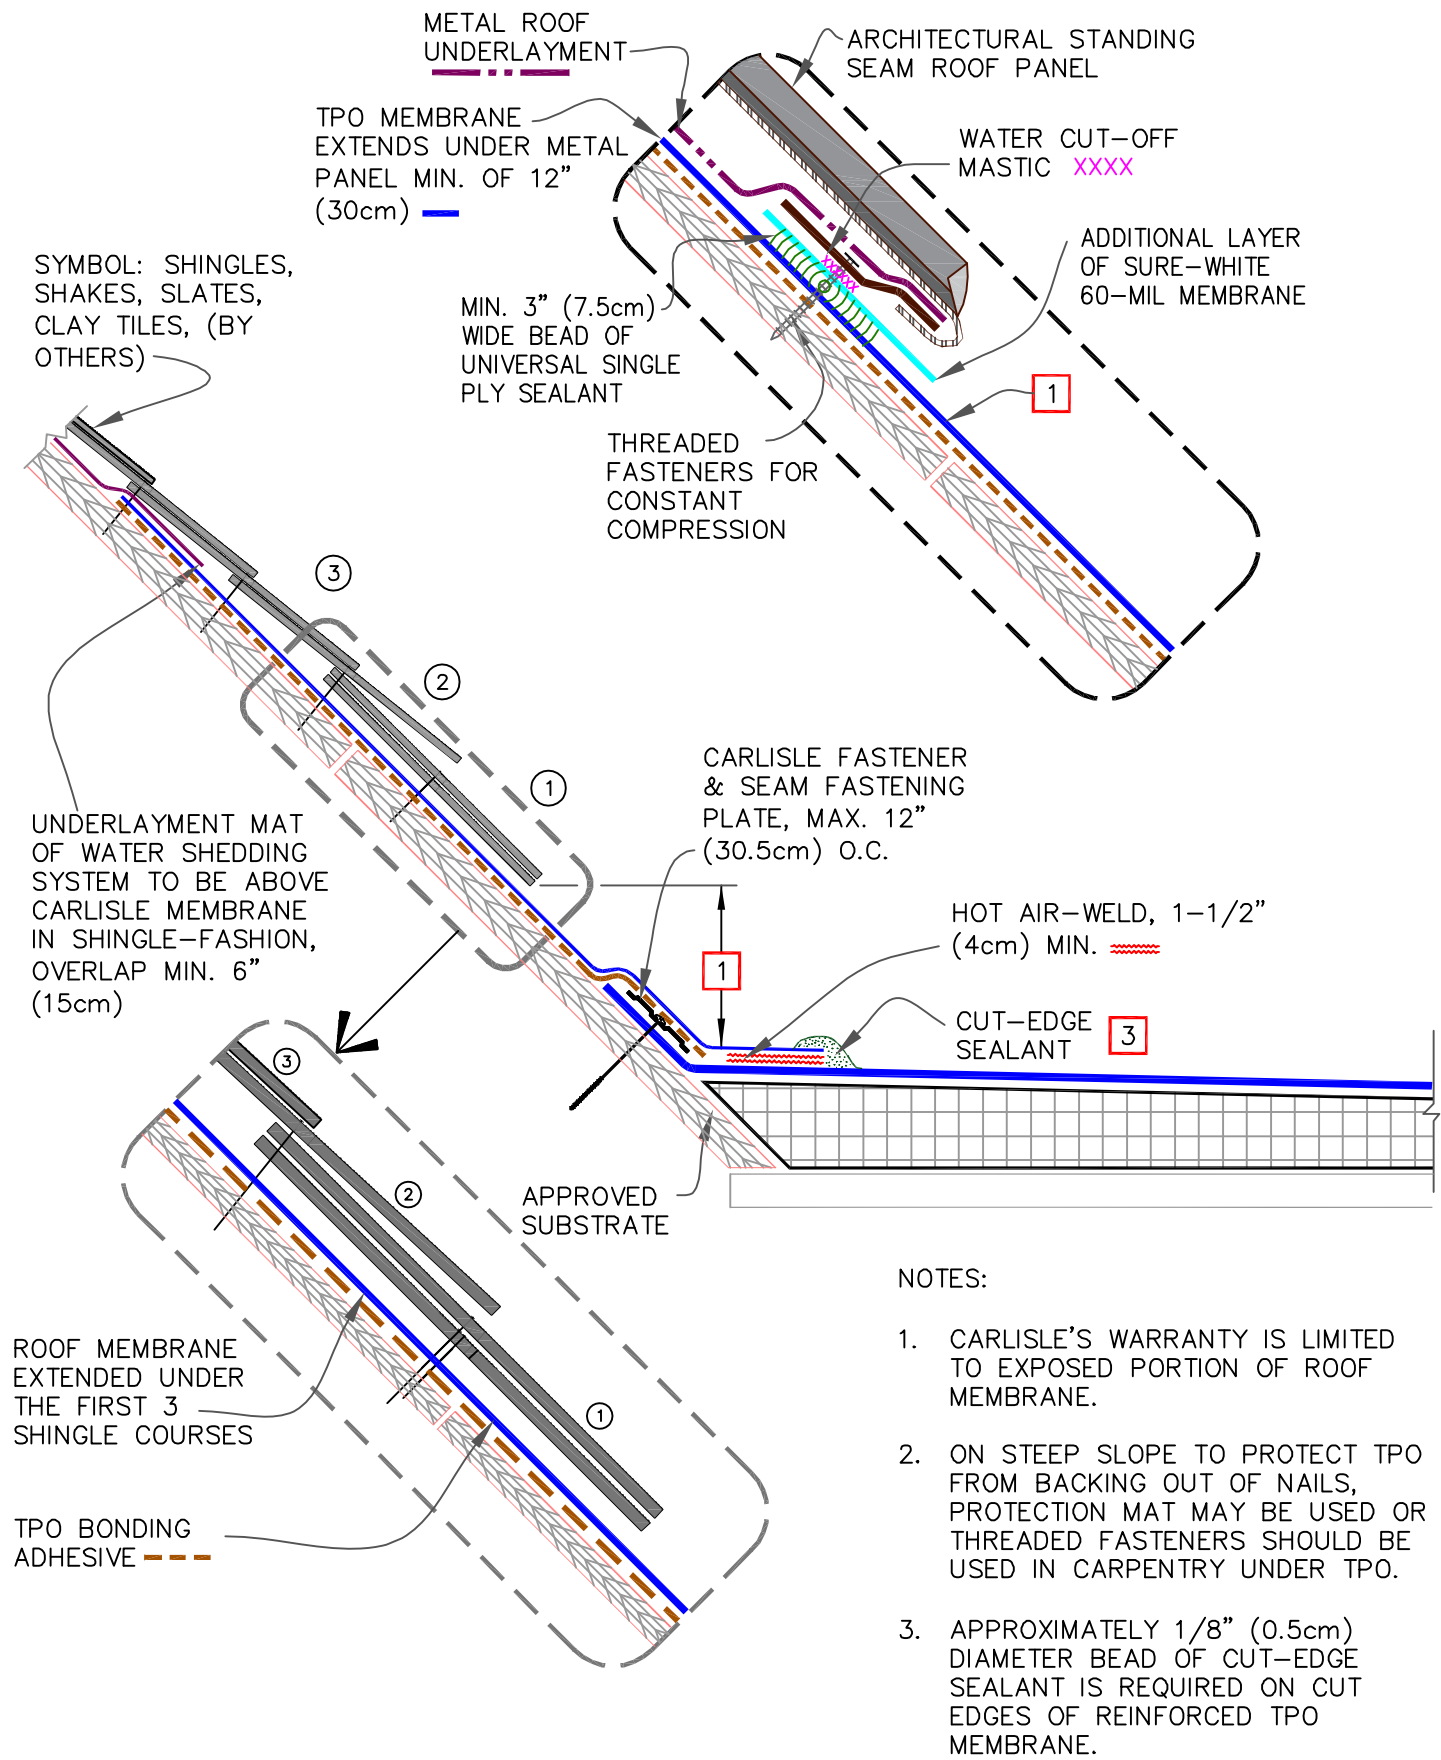 METAL ROOF
UNDERLAYMENT
ARCHITECTURAL STANDING
SEAM ROOF PANEL
TPO MEMBRANE
EXTENDS UNDER METAL
PANEL MIN. OF 12”
(30cm)
WATER CUT–OFF
MASTIC XXXX
XXXX
XXXX
SYMBOL: SHINGLES,
SHAKES, SLATES,
CLAY TILES, (BY
OTHERS)
ADDITIONAL LAYER
OF SURE–WHITE
60–MIL MEMBRANE
MIN. 3” (7.5cm)
WIDE BEAD OF
UNIVERSAL SINGLE
PLY SEALANT
1
THREADED
FASTENERS FOR
CONSTANT
COMPRESSION
3
2
1
CARLISLE FASTENER
& SEAM FASTENING
PLATE, MAX. 12”
(30.5cm) O.C.
UNDERLAYMENT MAT
OF WATER SHEDDING
SYSTEM TO BE ABOVE
CARLISLE MEMBRANE
IN SHINGLE–FASHION,
OVERLAP MIN. 6”
(15cm)
HOT AIR–WELD, 1–1/2”
(4cm) MIN.
1
CUT–EDGE
SEALANT
3
3
2
1
APPROVED
SUBSTRATE
ROOF MEMBRANE
EXTENDED UNDER
THE FIRST 3
SHINGLE COURSES
TPO BONDING
ADHESIVE
NOTES:
1. CARLISLE’S WARRANTY IS LIMITED
TO EXPOSED PORTION OF ROOF
MEMBRANE.
2. ON STEEP SLOPE TO PROTECT TPO
FROM BACKING OUT OF NAILS,
PROTECTION MAT MAY BE USED OR
THREADED FASTENERS SHOULD BE
USED IN CARPENTRY UNDER TPO.
3. APPROXIMATELY 1/8” (0.5cm)
DIAMETER BEAD OF CUT–EDGE
SEALANT IS REQUIRED ON CUT
EDGES OF REINFORCED TPO
MEMBRANE.